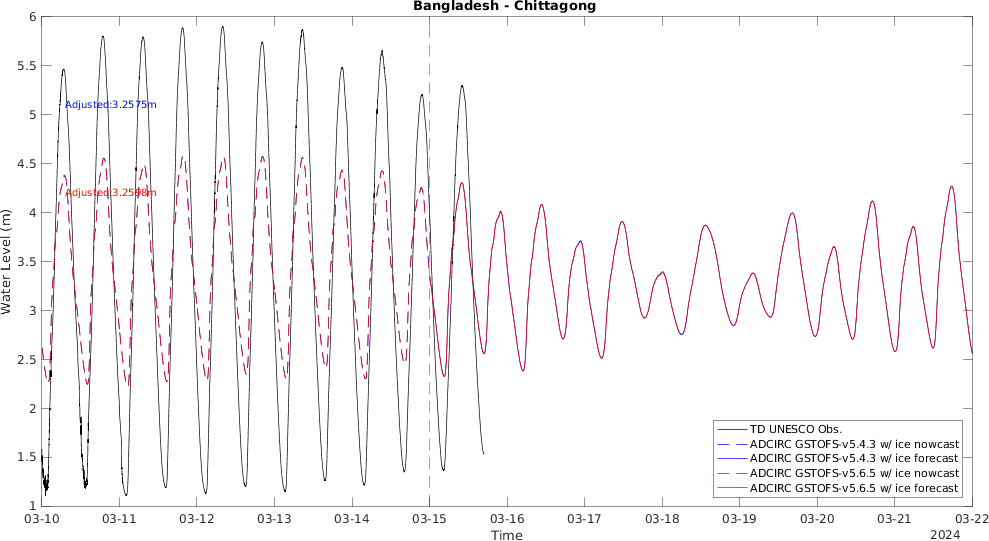 Bangladesh - Chittagong
6
5.5
5
4.5
4
3.5
3
2.5
2
1.5
1
Water Level (m)
Adjusted:3.2575m
Adjusted:3.2598m
TD UNESCO Obs.
ADCIRC GSTOFS-v5.4.3 w/ ice nowcast
ADCIRC GSTOFS-v5.4.3 w/ ice forecast
ADCIRC GSTOFS-v5.6.5 w/ ice nowcast
ADCIRC GSTOFS-v5.6.5 w/ ice forecast
03-10 03-11 03-12 03-13 03-14 03-15 03-16 03-17 03-18 03-19 03-20 03-21 03-22
Time
2024